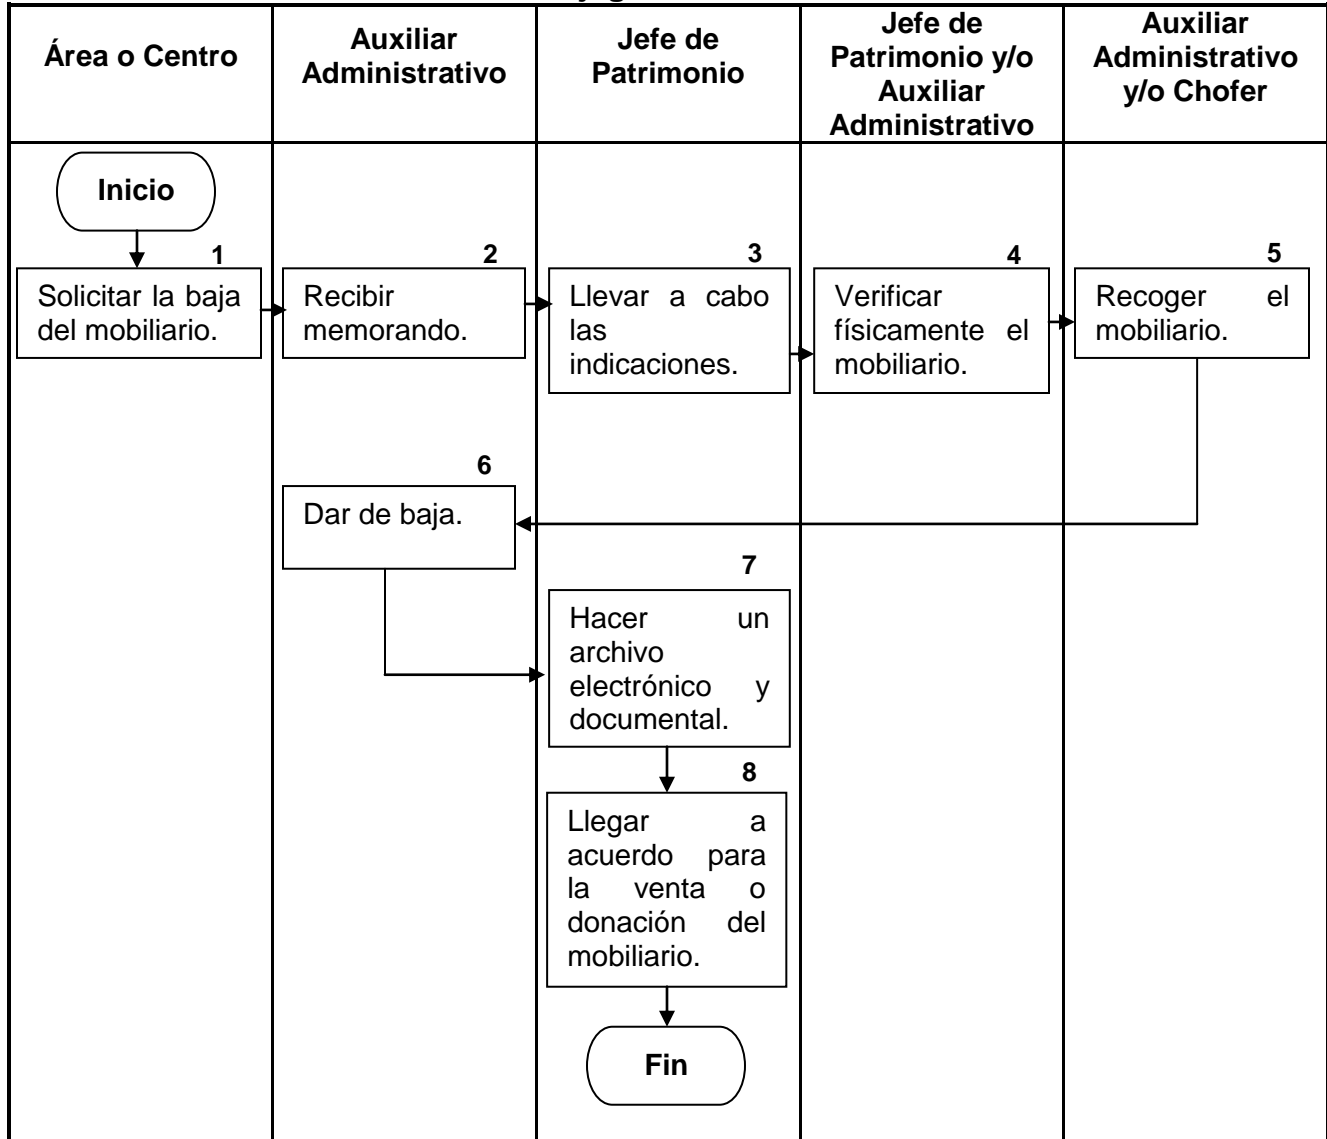 Área o Centro
Auxiliar
Administrativo
Jefe de
Patrimonio
Jefe de
Patrimonio y/o
Auxiliar
Administrativo
Auxiliar
Administrativo
y/o Chofer
Inicio
1
Solicitar la baja
del mobiliario.
2
Recibir
memorando.
3
Llevar a cabo
las
indicaciones.
4
Verificar
físicamente el
mobiliario.
5
Recoger el
mobiliario.
6
Dar de baja.
7
Hacer un
archivo
electrónico y
documental.
8
Llegar a
acuerdo para
la venta o
donación del
mobiliario.
Fin